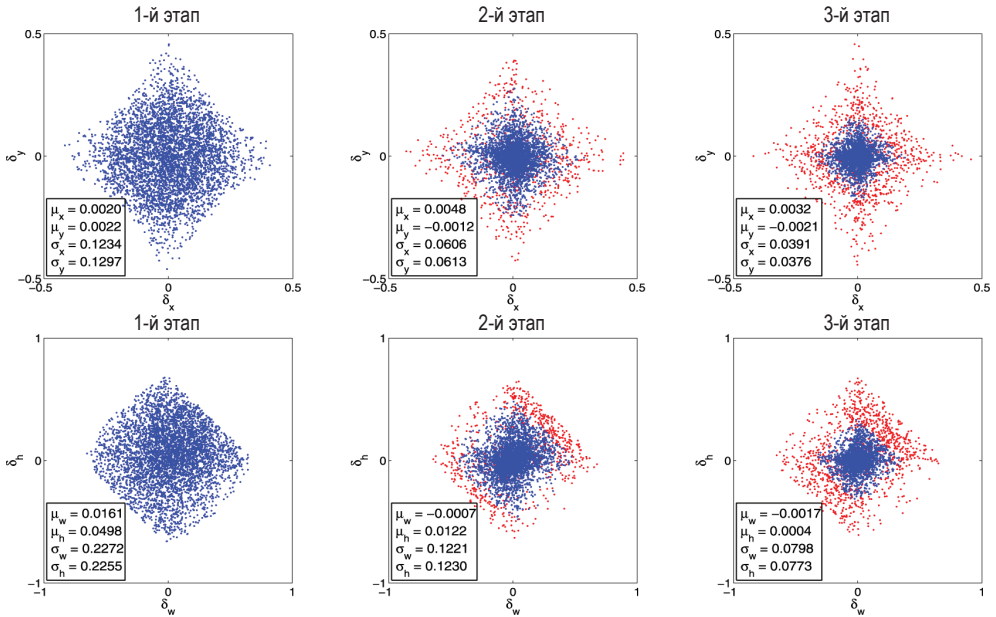 1-й этап
2-й этап
3-й этап
0.5
δy
0
μx = 0.0020
μy = 0.0022
σx = 0.1234
σy = 0.1297
−0.5
−0.5
0
0.5
δx
0.5
δy
0
μx = 0.0048
μy = −0.0012
σx = 0.0606
σy = 0.0613
−0.5
−0.5
0
0.5
δx
0.5
δy
0
μx = 0.0032
μy = −0.0021
σx = 0.0391
σy = 0.0376
−0.5
−0.5
0
0.5
δx
1-й этап
2-й этап
3-й этап
1
δh
0
μw = 0.0161
μh = 0.0498
σw = 0.2272
σh = 0.2255
−1
−1
0
1
δw
1
δh
0
μw = −0.0007
μh = 0.0122
σw = 0.1221
σh = 0.1230
−1
−1
0
1
δw
1
δh
0
μw = −0.0017
μh = 0.0004
σw = 0.0798
σh = 0.0773
−1
−1
0
1
δw